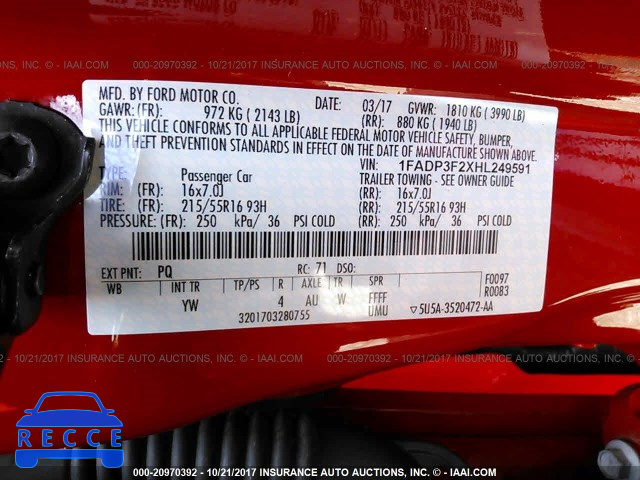 000-20970392 - 10/21/2017 INSURANCE AUTO AUCTIONS, INC. © - IAAI.COM
MFD. BY FORD MOTOR CO. DATE: 03/17 GVWR: 1810 KG ( 3990 LB)
GAWR: (FR): 972 KG ( 2143 LB) (RR): 880 KG ( 1940 LB)
THIS VEHICLE CONFORMS TO ALL APPLICABLE FEDERAL MOTOR VEHICLE SAFETY, BUMPER,
AND THEFT PREVENTION STANDARDS IN EFFECT ON THE DATE OF MANUFACTURE SHOWN ABOVE.
VIN: 1FADP3F2XHL249591
TYPE: Passenger Car TRAILER TOWING - SEE OWNER GUIDE
RIM: (FR) 16x7.0J (RR): 16x7.0J
TIRE: (FR) 215/55R16 93H (RR): 215/55R16 93H
PRESSURE: (FR): 250 kPa/ 36 PSI COLD (RR): 250 kPa/ 36 PSI COLD
EXT PNT: PQ RC: 71 DSO:
WB INT TR TP/PS R AXLE TR SPR F0097
R0083
YW 4 AU W FFFF
UMU
3201703280755 ▽5U5A-3520472-AA
000-20970392 - 10/21/2017 INSURANCE AUTO AUCTIONS, INC. © - IAAI.COM
RECCE
000-20970392 - 10/21/2017 INSURANCE AUTO AUCTIONS, INC. © - IAAI.COM